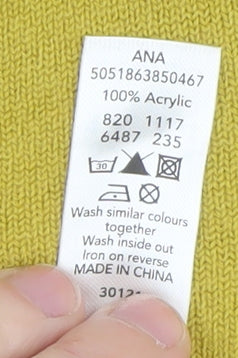 ANA
5051863850467
100% Acrylic
820 1117
6487 235
30
Wash similar colours
together
Wash inside out
Iron on reverse
MADE IN CHINA